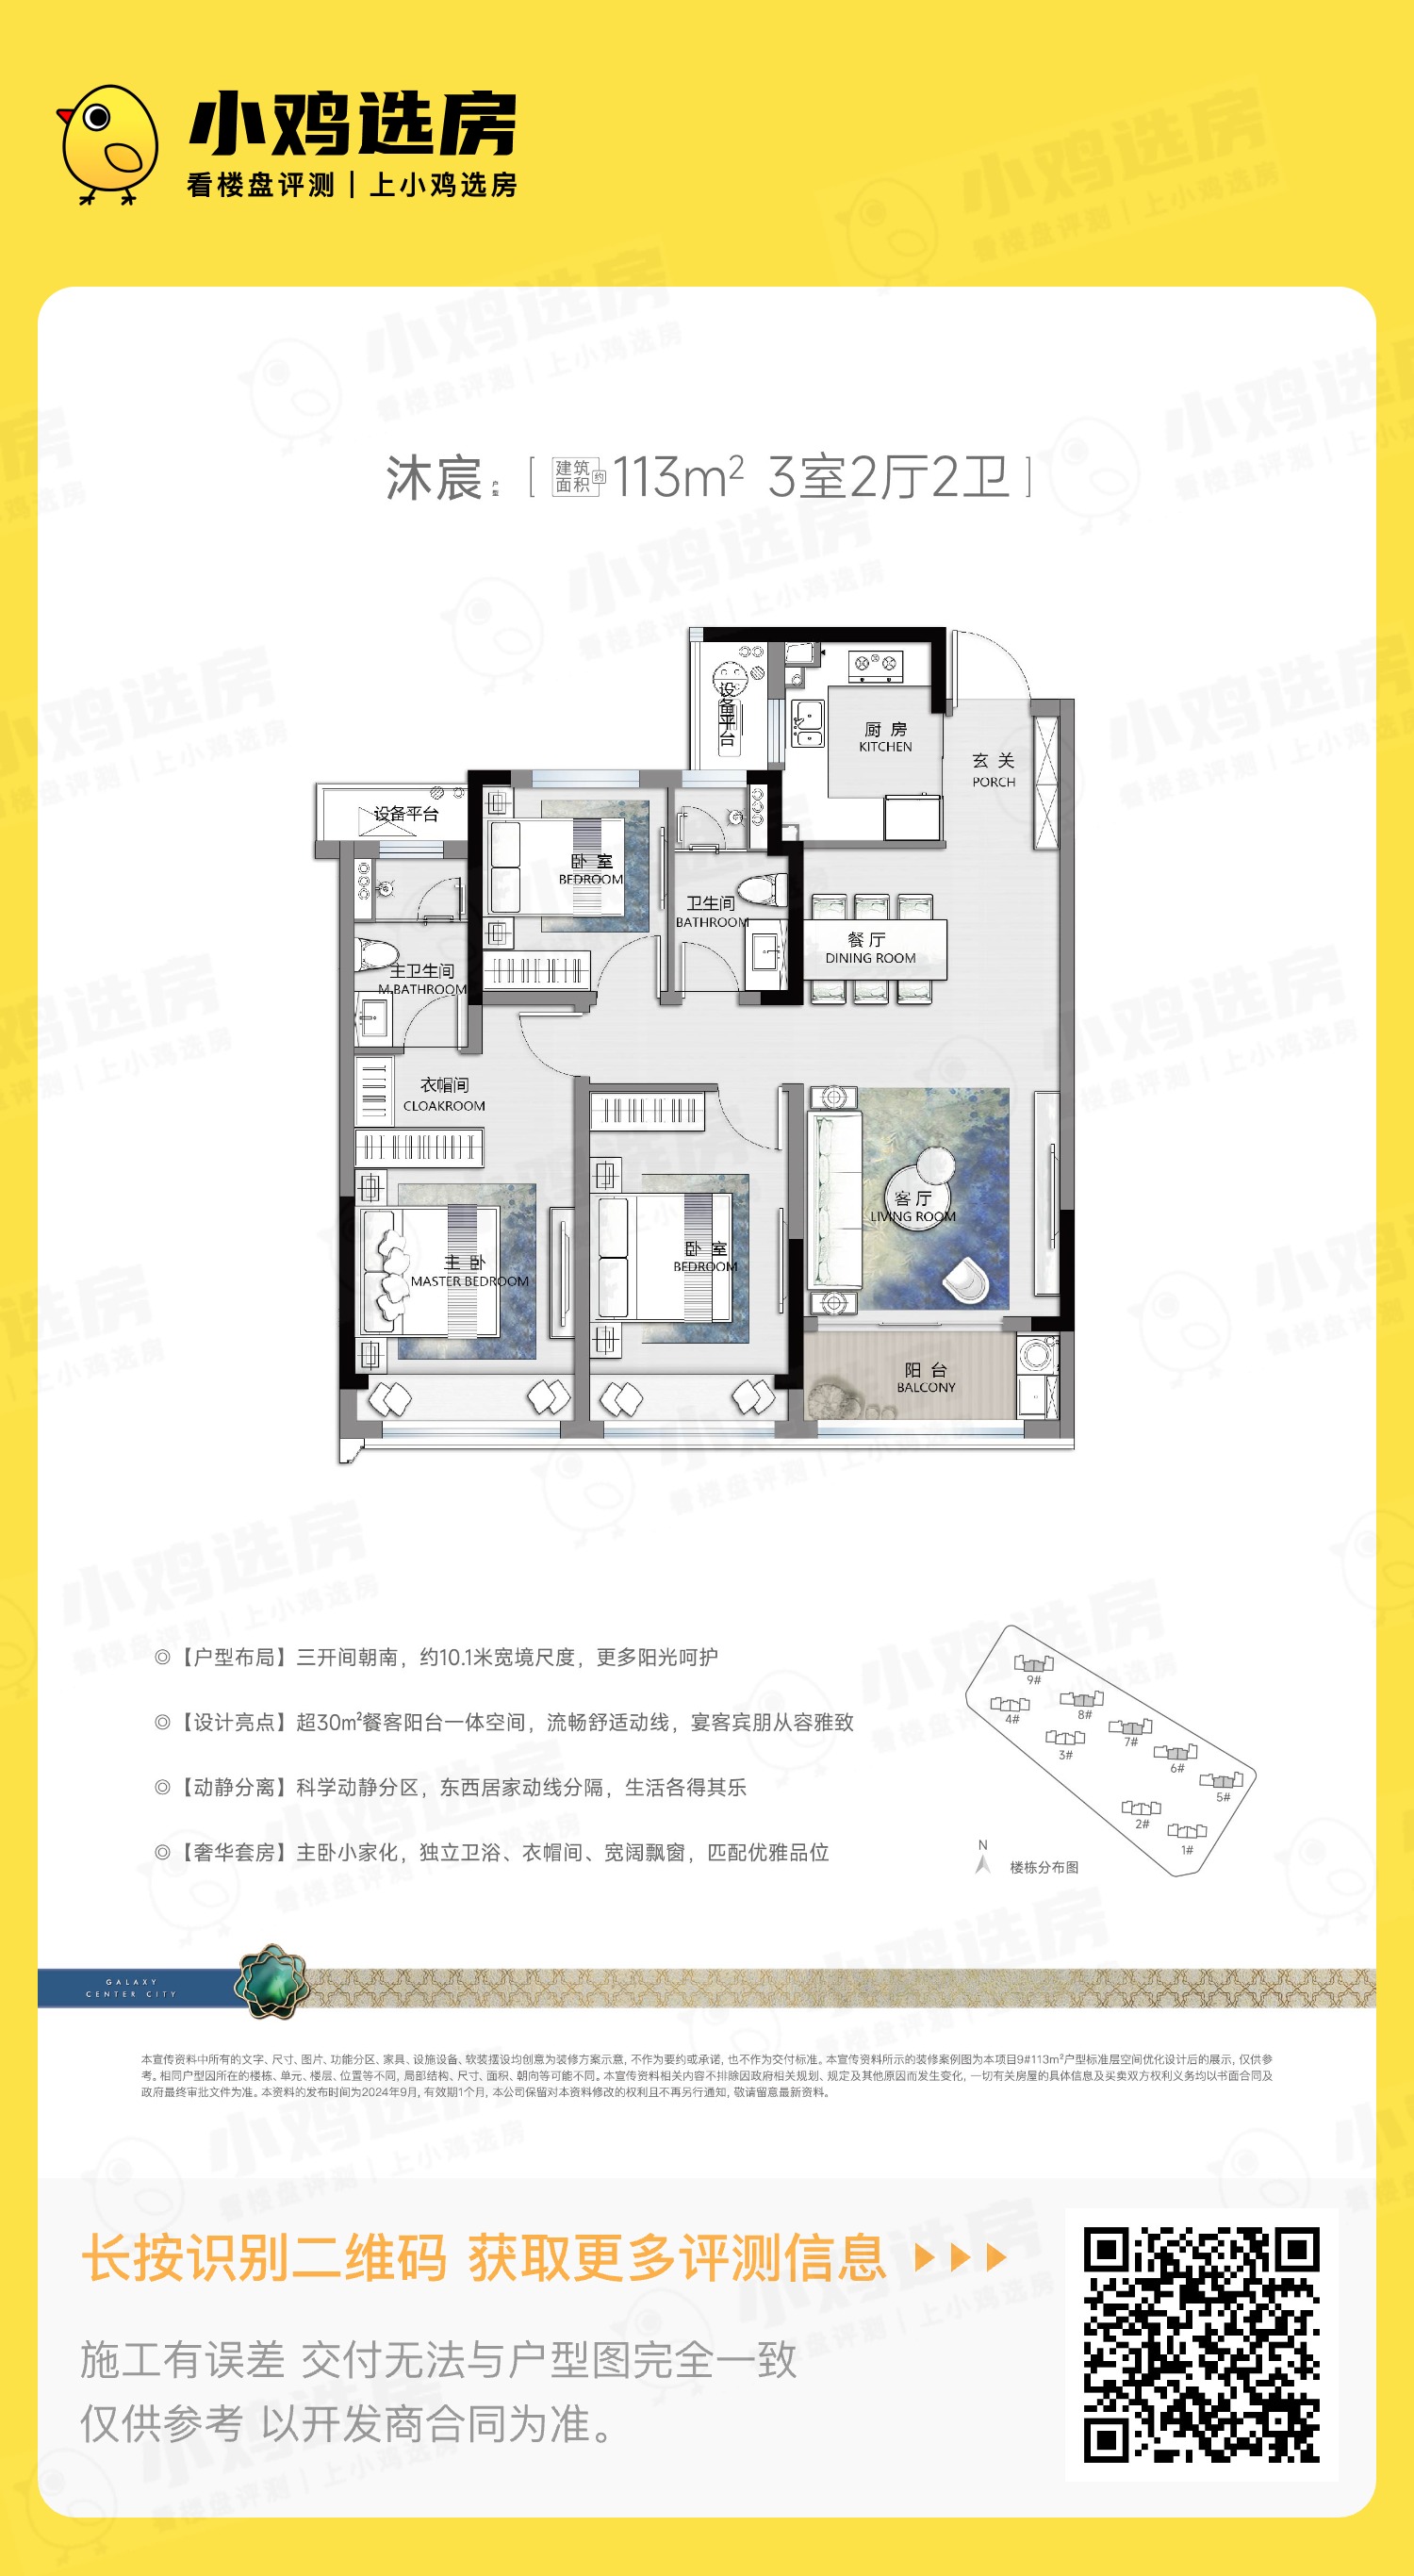 小鸡选房
看楼盘评测 | 上小鸡选房
沐宸户型 [ 建筑面积约 113m² 3室2厅2卫 ]
设备平台
厨房
KITCHEN
玄关
PORCH
设备平台
卧室
BEDROOM
卫生间
BATHROOM
餐厅
DINING ROOM
主卫生间
M.BATHROOM
衣帽间
CLOAKROOM
客厅
LIVING ROOM
主卧
MASTER BEDROOM
卧室
BEDROOM
阳台
BALCONY
◎【户型布局】三开间朝南，约10.1米宽境尺度，更多阳光呵护
◎【设计亮点】超30m²餐客阳台一体空间，流畅舒适动线，宴客宾朋从容雅致
◎【动静分离】科学动静分区，东西居家动线分隔，生活各得其乐
◎【奢华套房】主卧小家化，独立卫浴、衣帽间、宽阔飘窗，匹配优雅品位
9#
4#
8#
3#
7#
6#
5#
2#
1#
N
楼栋分布图
GALAXY
CENTER CITY
本宣传资料中所有的文字、尺寸、图片、功能分区、家具、设施设备、软装摆设均创意为装修方案示意，不作为要约或承诺，也不作为交付标准。本宣传资料所示的装修案例图为本项目9#113m²户型标准层空间优化设计后的展示，仅供参
考。相同户型因所在的楼栋、单元、楼层、位置等不同，局部结构、尺寸、面积、朝向等可能不同。本宣传资料相关内容不排除因政府相关规划、规定及其他原因而发生变化，一切有关房屋的具体信息及买卖双方权利义务均以书面合同及
政府最终审批文件为准。本资料的发布时间为2024年9月，有效期1个月，本公司保留对本资料修改的权利且不再另行通知，敬请留意最新资料。
长按识别二维码 获取更多评测信息
施工有误差 交付无法与户型图完全一致
仅供参考 以开发商合同为准。